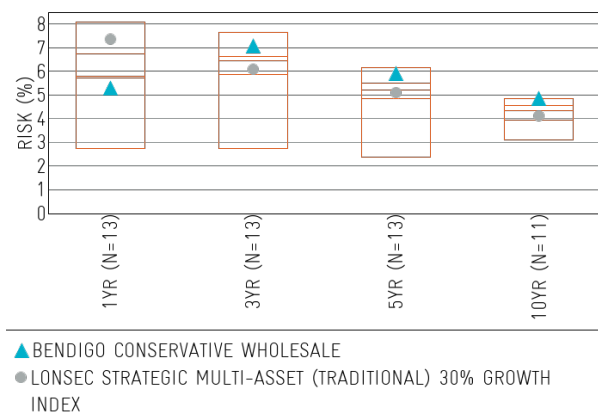 8
7
6
5
4
3
2
1
0
RISK (%)
1YR (N=13)
3YR (N=13)
5YR (N=13)
10YR (N=11)
BENDIGO CONSERVATIVE WHOLESALE
LONSEC STRATEGIC MULTI-ASSET (TRADITIONAL) 30% GROWTH
INDEX